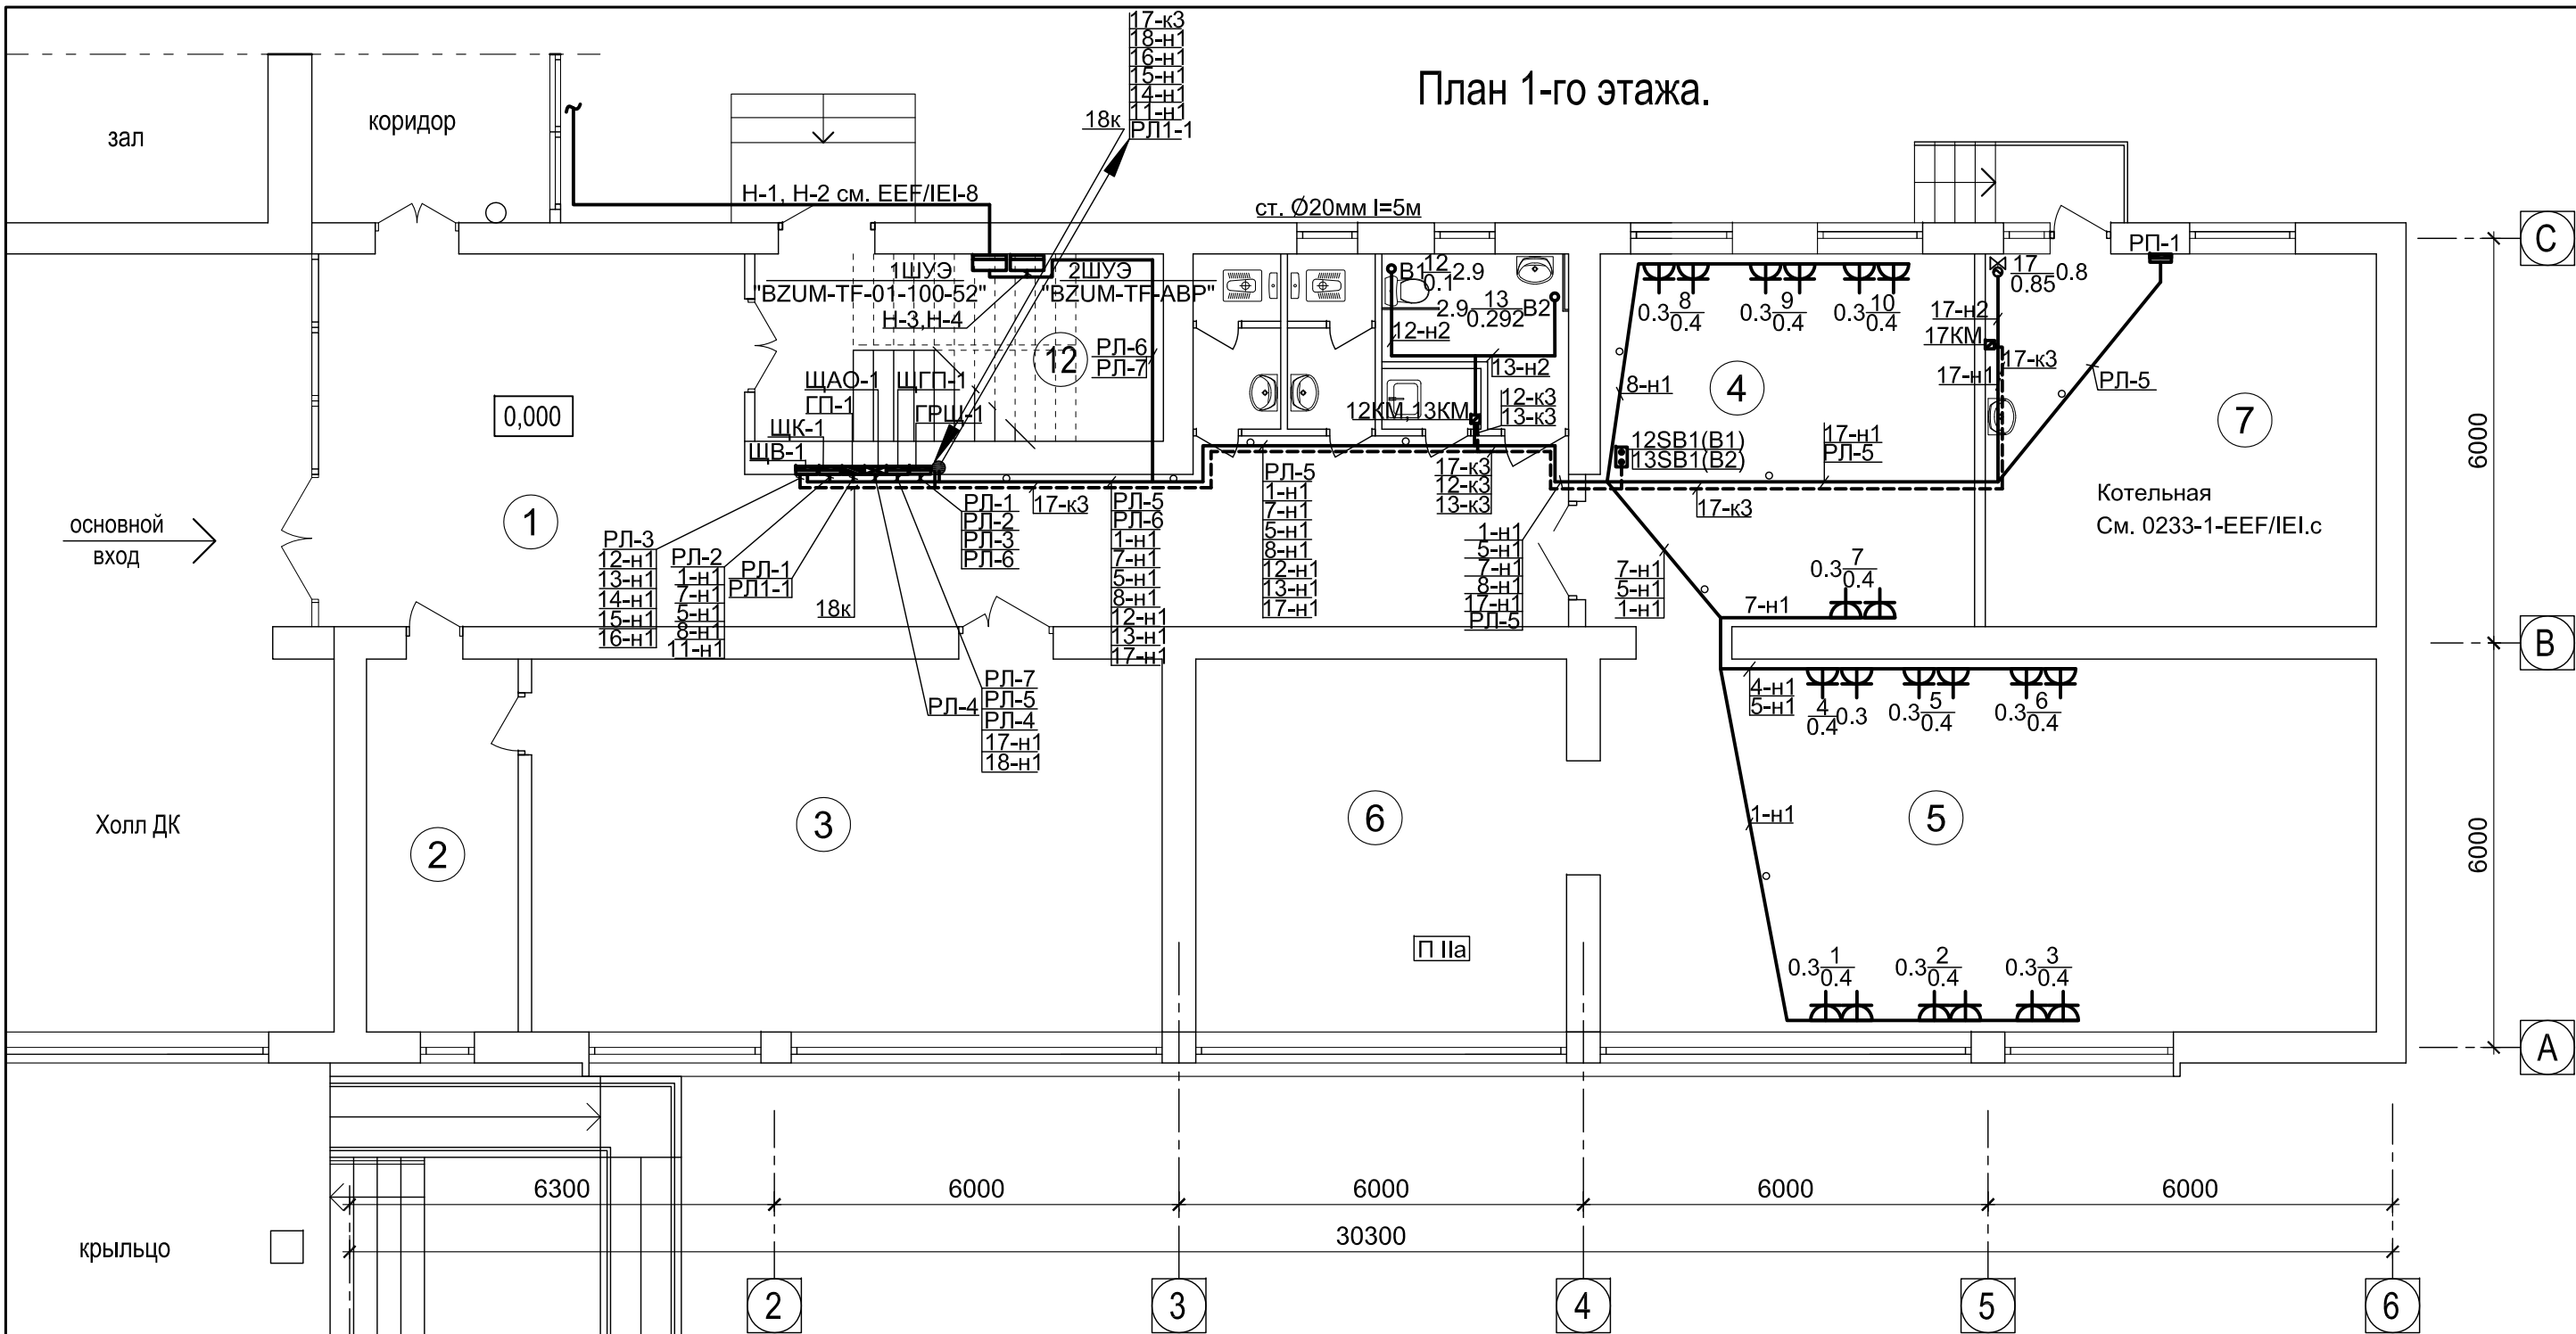 План 1-го этажа.
17-к3
18-н1
16-н1
15-н1
14-н1
11-н1
РЛ1-1
18к
зал
коридор
Н-1, Н-2 см. EEF/IEI-8
ст. Ø20мм l=5м
1ШУЭ
"BZUM-TF-01-100-52"
2ШУЭ
"BZUM-TF-АВР"
Н-3,Н-4
12
РЛ-6
РЛ-7
ЩАО-1
ЩГП-1
ГП-1
ГРЩ-1
ЩК-1
ЩВ-1
0,000
В1 12 2.9
0.1
2.9 13 В2
0.292
12-н2
13-н2
12КМ,13КМ
12-к3
13-к3
0.3 8
0.4
0.3 9
0.4
0.3 10
0.4
8-н1
4
12SB1(В1)
13SB1(В2)
17-н1
РЛ-5
17-к3
РП-1
17 0.8
0.85
17-н2
17КМ
17-н1
17-к3
РЛ-5
7
Котельная
См. 0233-1-EEF/IEI.c
С
6000
В
6000
А
основной
вход
1
РЛ-3
12-н1
13-н1
14-н1
15-н1
16-н1
РЛ-2
1-н1
7-н1
5-н1
8-н1
11-н1
РЛ-1
РЛ1-1
18к
РЛ-1
РЛ-2
РЛ-3
РЛ-6
17-к3
РЛ-5
РЛ-6
1-н1
7-н1
5-н1
8-н1
12-н1
13-н1
17-н1
РЛ-5
1-н1
7-н1
5-н1
8-н1
12-н1
13-н1
17-н1
17-к3
12-к3
13-к3
1-н1
5-н1
7-н1
8-н1
17-н1
РЛ-5
7-н1
5-н1
1-н1
0.3 7
0.4
7-н1
РЛ-4
РЛ-7
РЛ-5
РЛ-4
17-н1
18-н1
4-н1
5-н1
4 0.3
0.4
0.3 5
0.4
0.3 6
0.4
Холл ДК
2
3
6
5
1-н1
П IIа
0.3 1
0.4
0.3 2
0.4
0.3 3
0.4
крыльцо
6300
6000
6000
6000
6000
30300
2
3
4
5
6